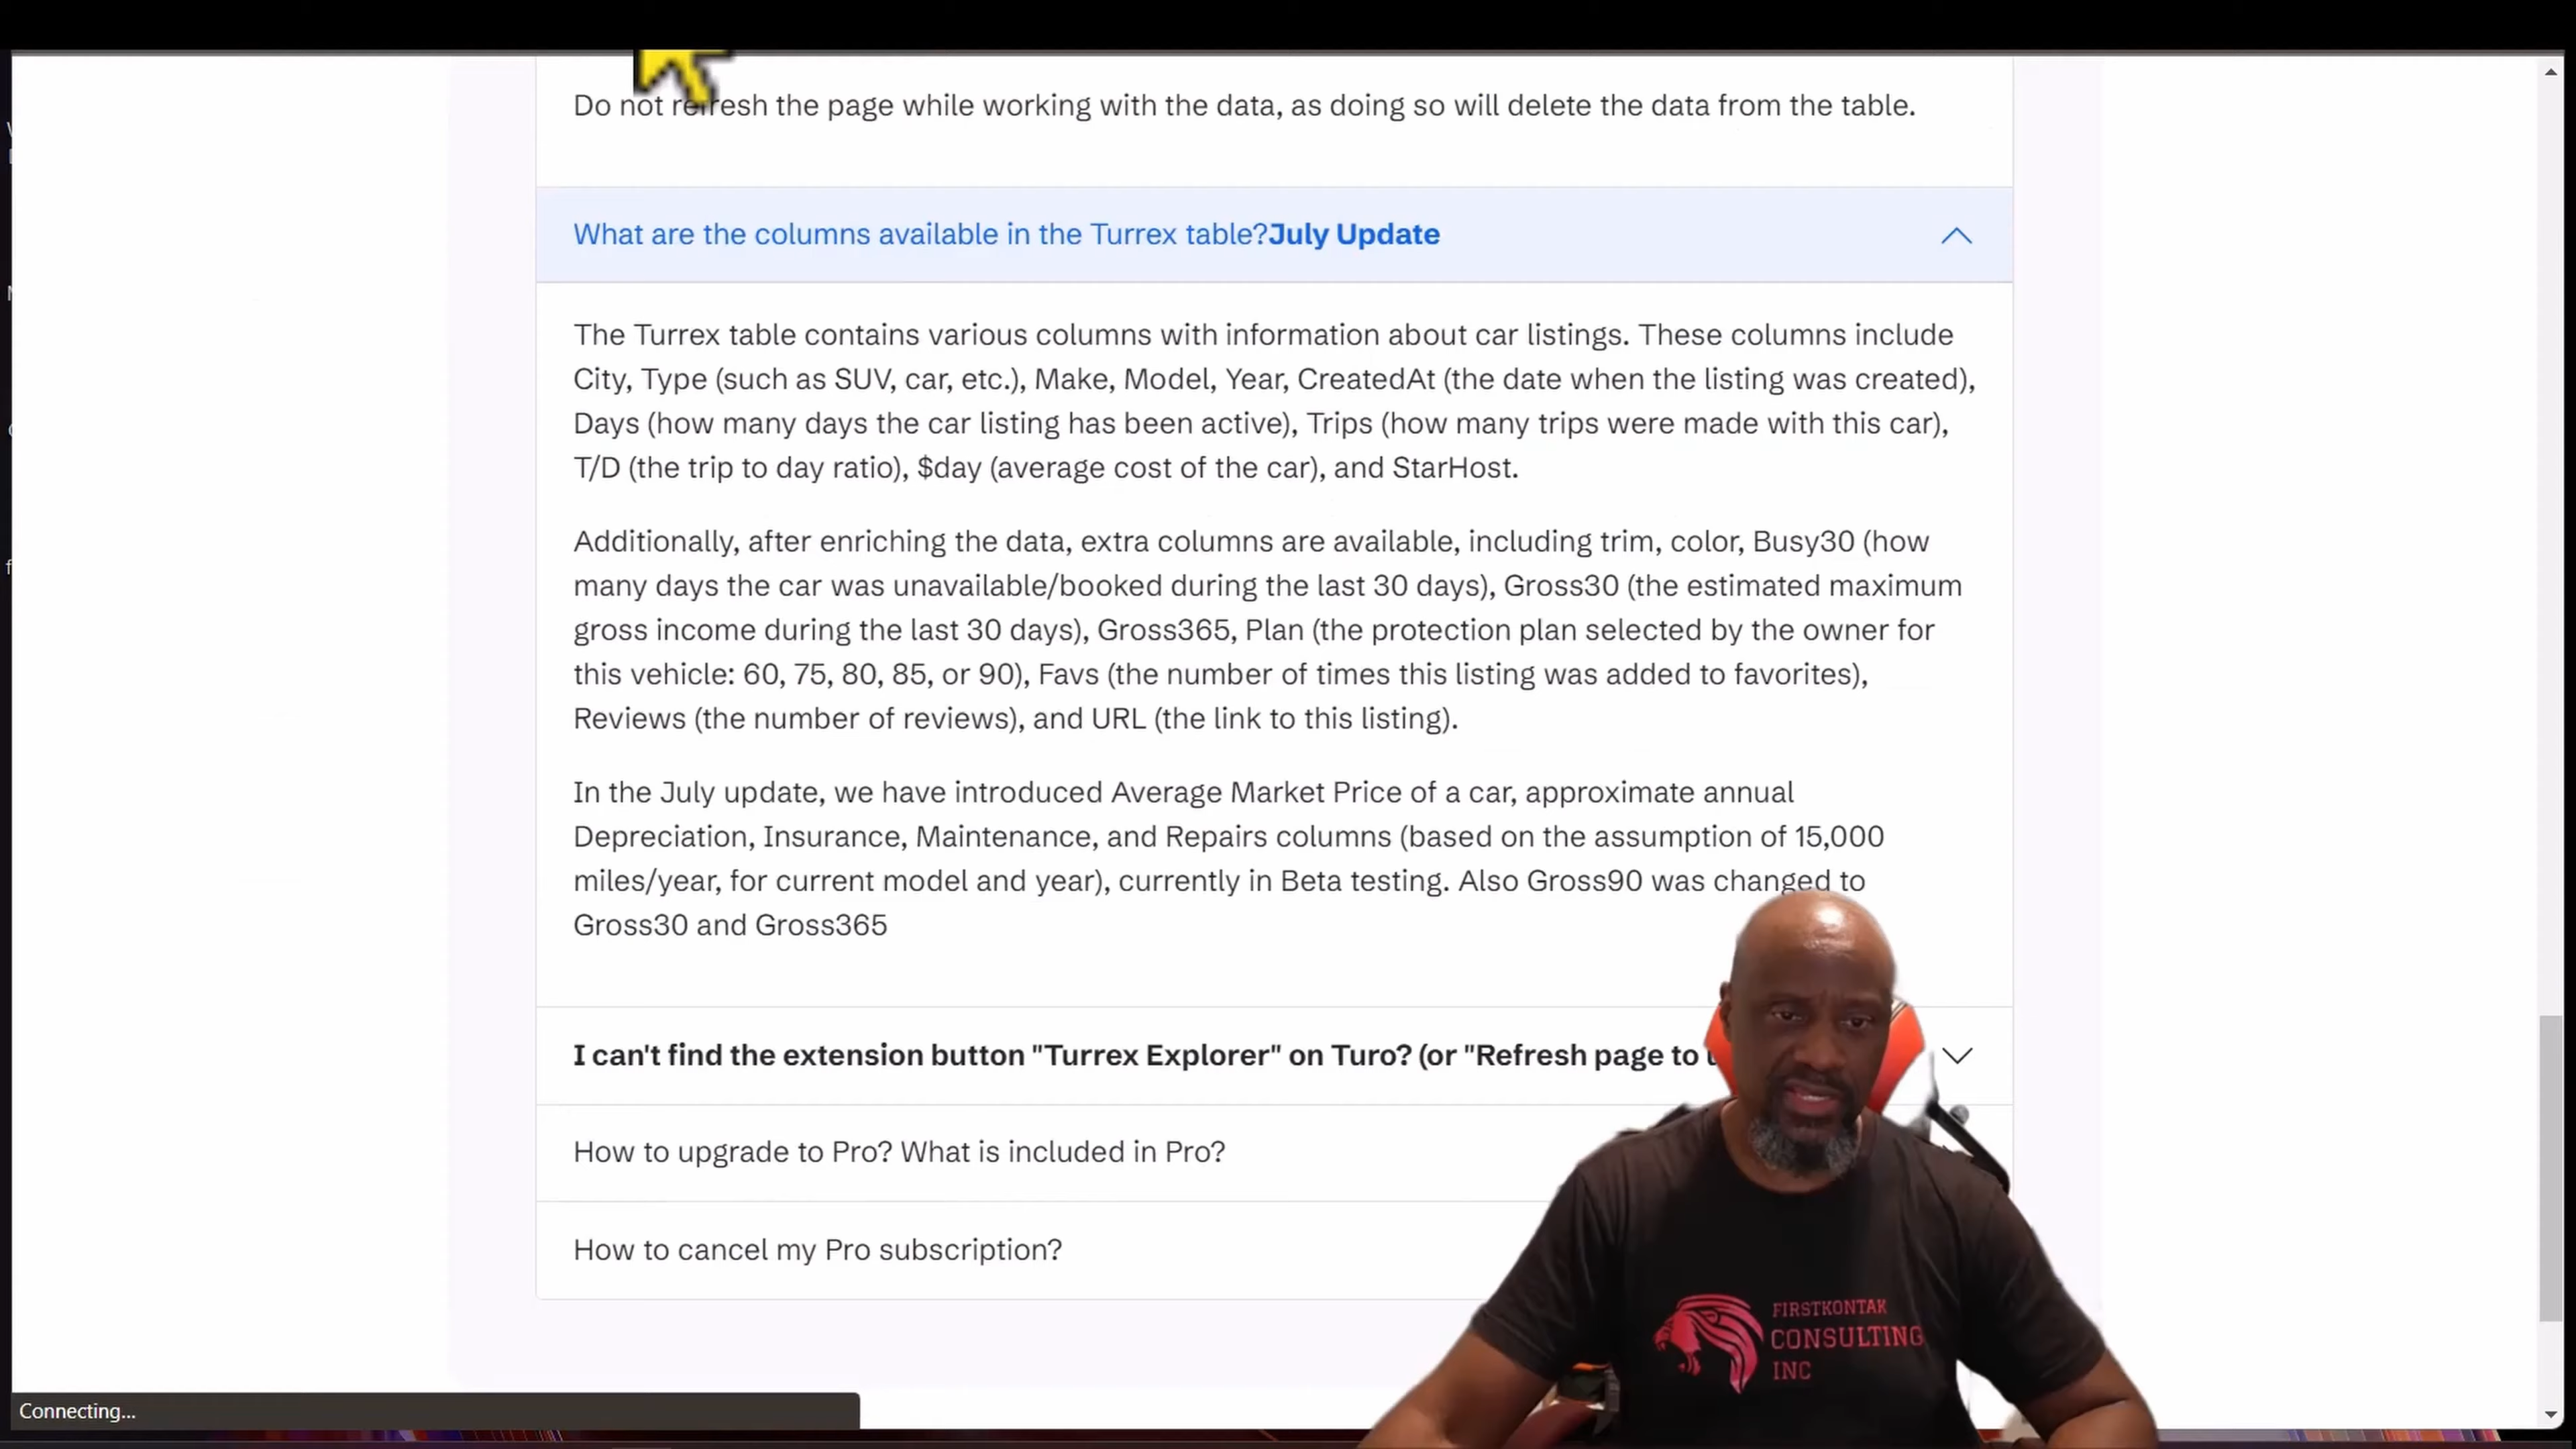 Do not refresh the page while working with the data, as doing so will delete the data from the table.
What are the columns available in the Turrex table?July Update
The Turrex table contains various columns with information about car listings. These columns include
City, Type (such as SUV, car, etc.), Make, Model, Year, CreatedAt (the date when the listing was created),
Days (how many days the car listing has been active), Trips (how many trips were made with this car),
T/D (the trip to day ratio), $day (average cost of the car), and StarHost.
Additionally, after enriching the data, extra columns are available, including trim, color, Busy30 (how
many days the car was unavailable/booked during the last 30 days), Gross30 (the estimated maximum
gross income during the last 30 days), Gross365, Plan (the protection plan selected by the owner for
this vehicle: 60, 75, 80, 85, or 90), Favs (the number of times this listing was added to favorites),
Reviews (the number of reviews), and URL (the link to this listing).
In the July update, we have introduced Average Market Price of a car, approximate annual
Depreciation, Insurance, Maintenance, and Repairs columns (based on the assumption of 15,000
miles/year, for current model and year), currently in Beta testing. Also Gross90 was changed to
Gross30 and Gross365
I can't find the extension button "Turrex Explorer" on Turo? (or "Refresh page to
How to upgrade to Pro? What is included in Pro?
How to cancel my Pro subscription?
FIRSTKONTAK
CONSULTING
INC
Connecting...